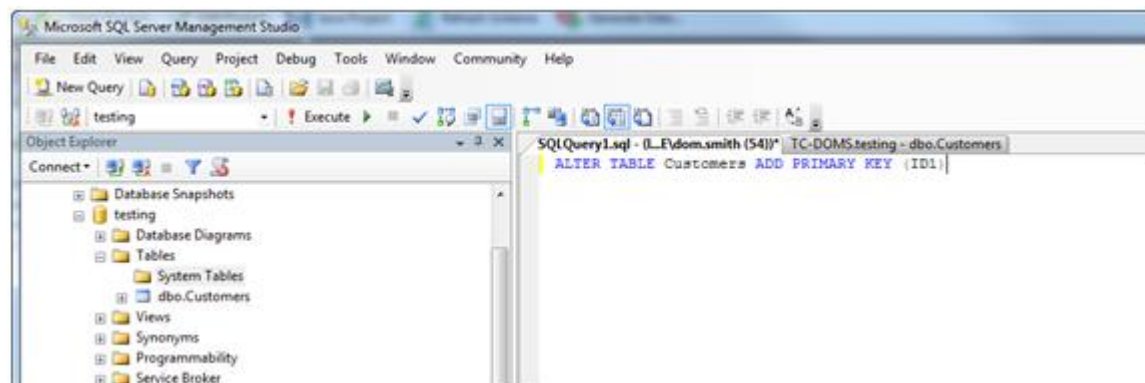 Microsoft SQL Server Management Studio
File Edit View Query Project Debug Tools Window Community Help
New Query
testing Execute
Object Explorer
Connect
Database Snapshots
testing
Database Diagrams
Tables
System Tables
dbo.Customers
Views
Synonyms
Programmability
Service Broker
SQLQuery1.sql - (l...E\dom.smith (54))* TC-DOMS.testing - dbo.Customers
ALTER TABLE Customers ADD PRIMARY KEY (ID1)